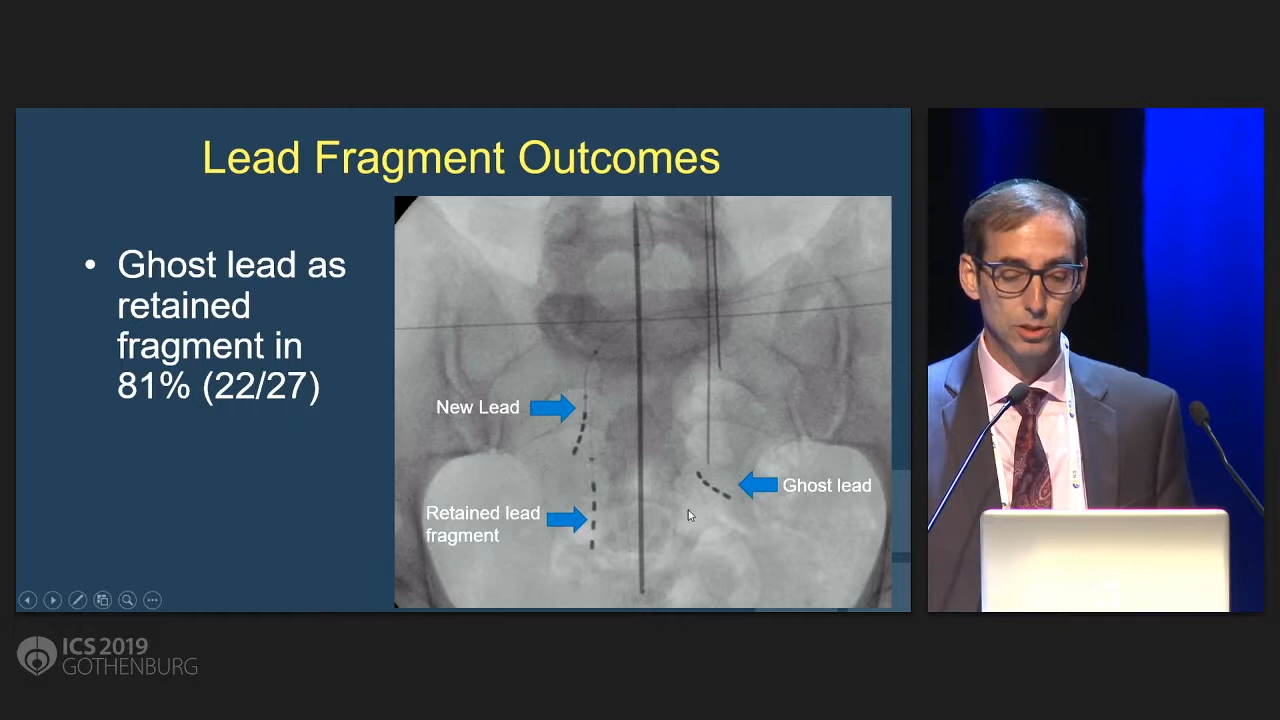 Lead Fragment Outcomes
• Ghost lead as
retained
fragment in
81% (22/27)
New Lead
Ghost lead
Retained lead
fragment
ICS 2019
GOTHENBURG